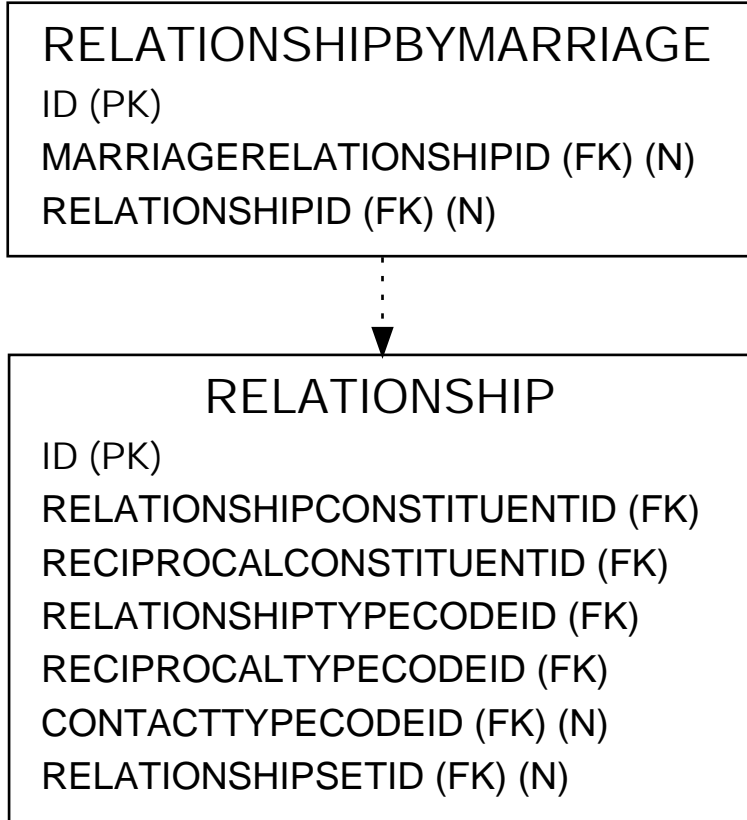 RELATIONSHIPBYMARRIAGE
ID (PK)
MARRIAGERELATIONSHIPID (FK) (N)
RELATIONSHIPID (FK) (N)
RELATIONSHIP
ID (PK)
RELATIONSHIPCONSTITUENTID (FK)
RECIPROCALCONSTITUENTID (FK)
RELATIONSHIPTYPECODEID (FK)
RECIPROCALTYPECODEID (FK)
CONTACTTYPECODEID (FK) (N)
RELATIONSHIPSETID (FK) (N)